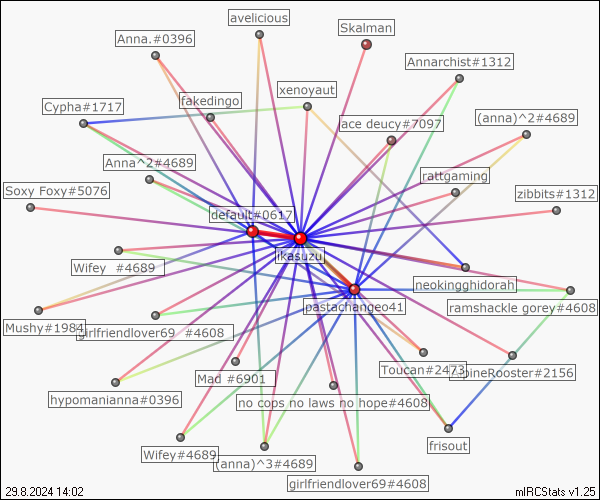 avelicious
Skalman
Anna.#0396
Annarchist#1312
xenoyaut
fakedingo
Cypha#1717
(anna)^2#4689
ace deucy#7097
Anna^2#4689
rattgaming
Soxy Foxy#5076
zibbits#1312
default#0617
ikasuzu
Wifey_ #4689
neokingghidorah
pastachangeo41
ramshackle gorey#4608
Mushy#1984
girlfriendlover69_ #4608
Toucan#2473
pineRooster#2156
Mad #6901
hypomanianna#0396
no cops no laws no hope#4608
frisout
Wifey#4689
(anna)^3#4689
girlfriendlover69#4608
29.8.2024 14:02
mIRCStats v1.25